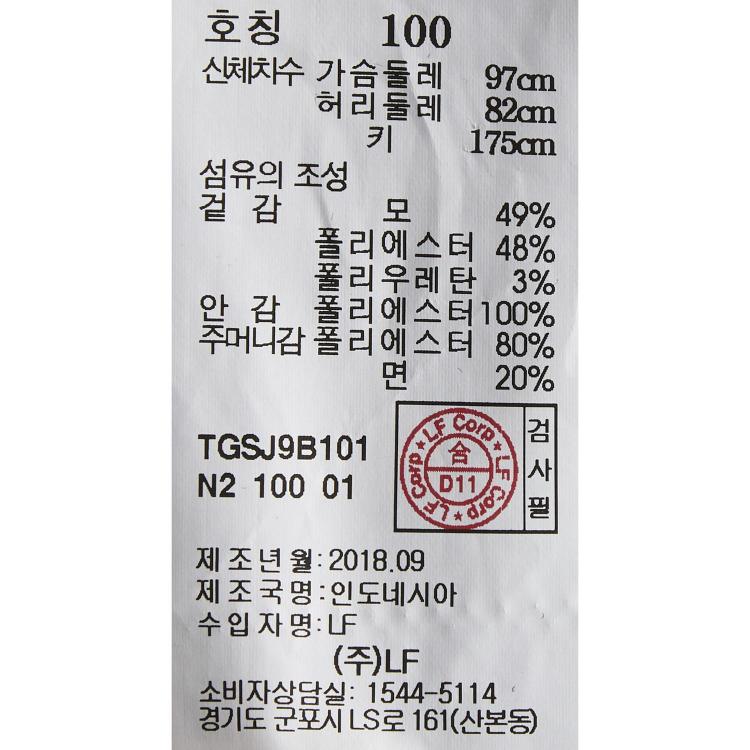 호칭 100
신체치수 가슴둘레 97cm
허리둘레 82cm
키 175cm
섬유의 조성
겉 감 모 49%
폴리에스터 48%
폴리우레탄 3%
안 감 폴리에스터 100%
주머니감 폴리에스터 80%
면 20%
TGSJ9B101
N2 100 01
LF Corp ★ LF Corp ★ LF Corp ★
合
D11
검사필
제조년월: 2018.09
제조국명: 인도네시아
수입자명: LF
(주)LF
소비자상담실: 1544-5114
경기도 군포시 LS로 161(산본동)